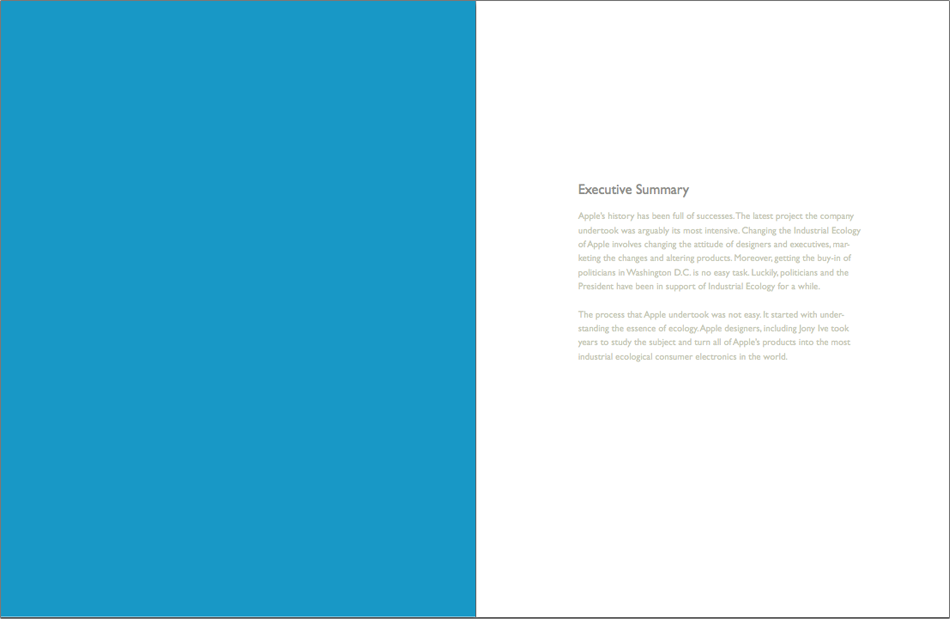 Executive Summary
Apple's history has been full of successes. The latest project the company
undertook was arguably its most intensive. Changing the Industrial Ecology
of Apple involves changing the attitude of designers and executives, mar-
keting the changes and altering products. Moreover, getting the buy-in of
politicians in Washington D.C. is no easy task. Luckily, politicians and the
President have been in support of Industrial Ecology for a while.
The process that Apple undertook was not easy. It started with under-
standing the essence of ecology. Apple designers, including Jony Ive took
years to study the subject and turn all of Apple's products into the most
industrial ecological consumer electronics in the world.